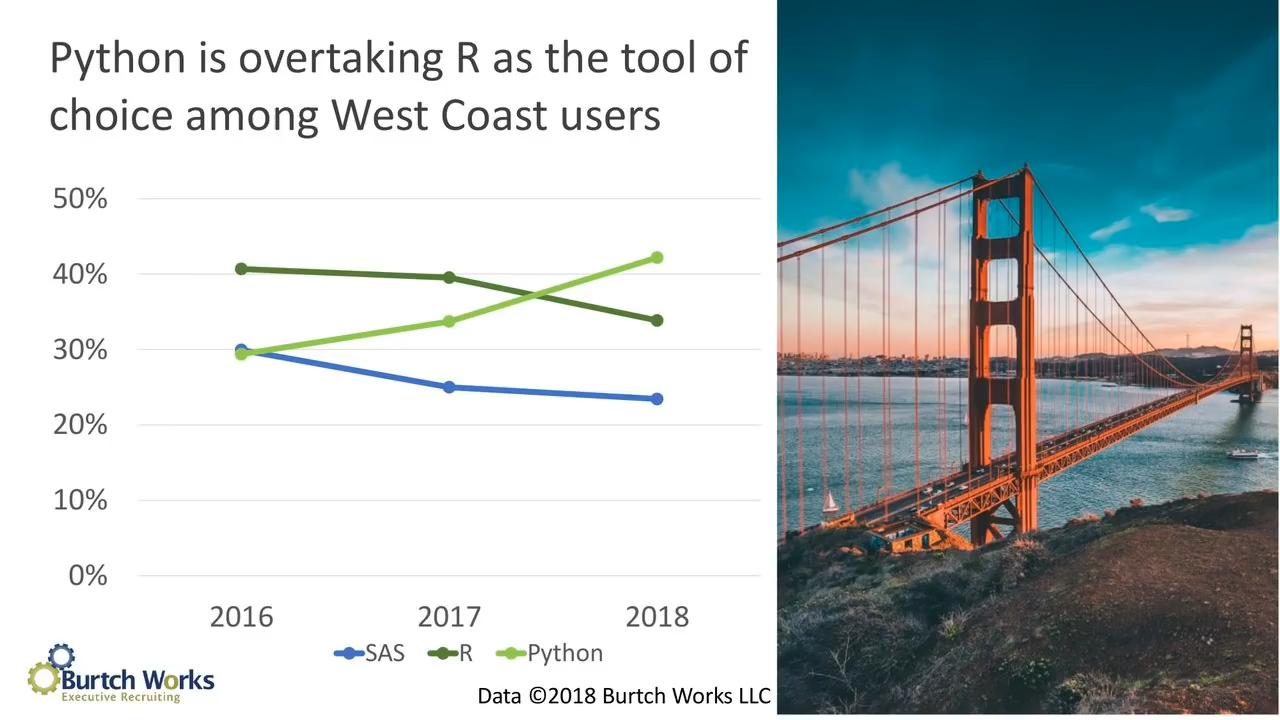 Python is overtaking R as the tool of
choice among West Coast users
50%
40%
30%
20%
10%
0%
2016 2017 2018
SAS R Python
Burtch Works
Executive Recruiting
Data ©2018 Burtch Works LLC